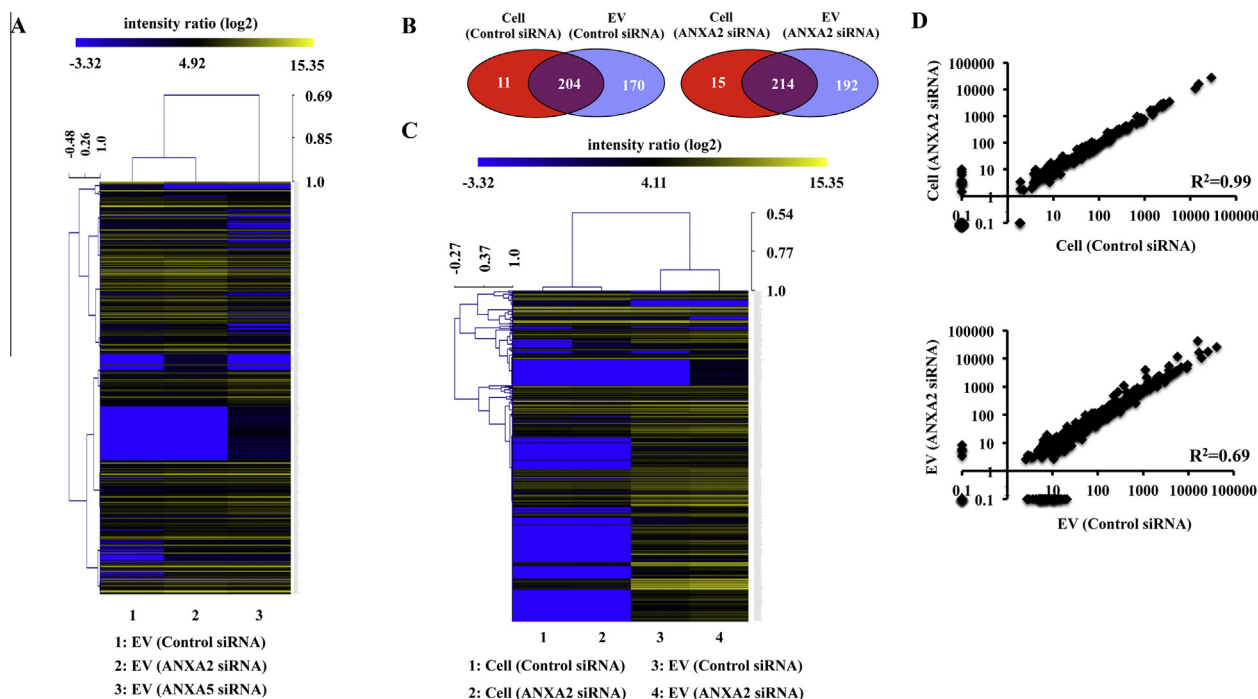 A
intensity ratio (log2)
-3.32 4.92 15.35
0.69
0.85
1.0
-0.48
0.26
1.0
1 2 3
1: EV (Control siRNA)
2: EV (ANXA2 siRNA)
3: EV (ANXA5 siRNA)
B
Cell
(Control siRNA)
EV
(Control siRNA)
11 204 170
Cell
(ANXA2 siRNA)
EV
(ANXA2 siRNA)
15 214 192
C
intensity ratio (log2)
-3.32 4.11 15.35
0.54
0.77
1.0
-0.27
0.37
1.0
1 2 3 4
1: Cell (Control siRNA)
2: Cell (ANXA2 siRNA)
3: EV (Control siRNA)
4: EV (ANXA2 siRNA)
D
Cell (ANXA2 siRNA)
100000
10000
1000
100
10
1
0.1
R2=0.99
0.1 10 100 1000 10000 100000
Cell (Control siRNA)
EV (ANXA2 siRNA)
100000
10000
1000
100
10
1
0.1
R2=0.69
0.1 10 100 1000 10000 100000
EV (Control siRNA)